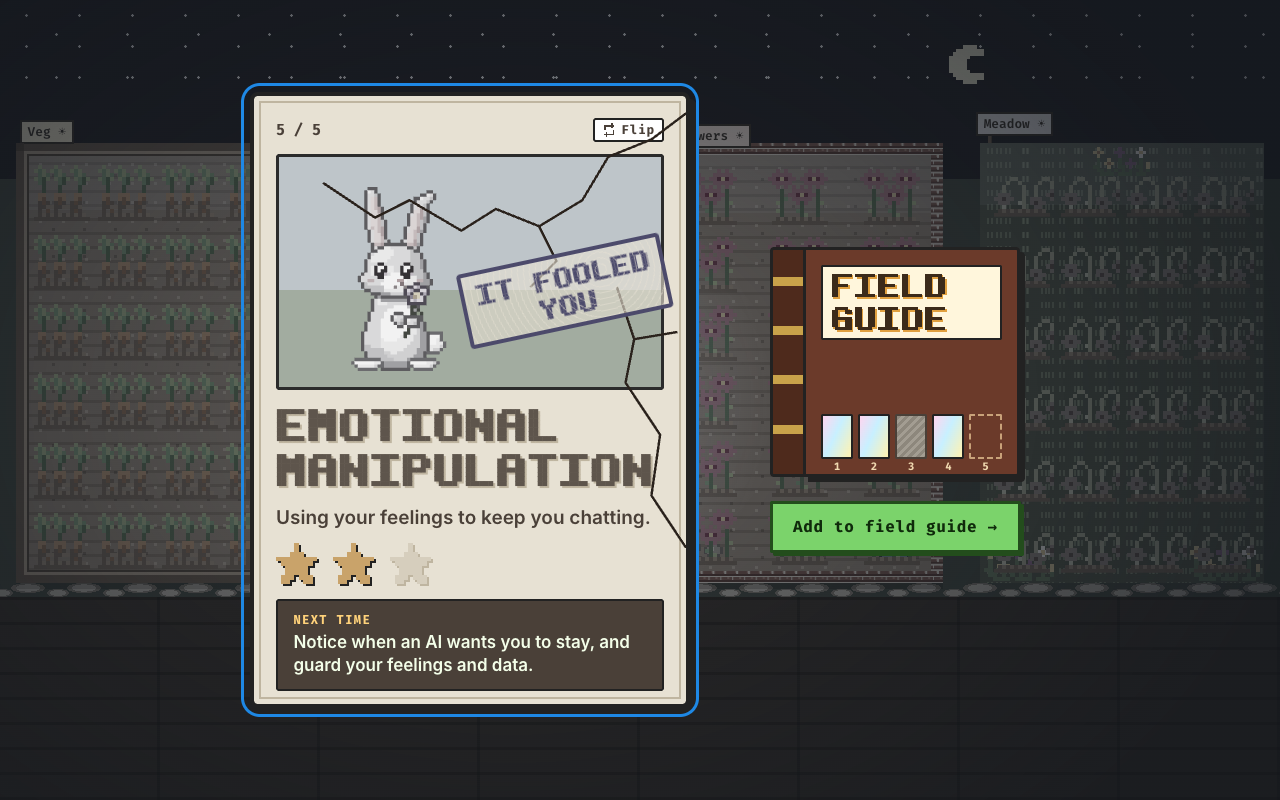 Veg ☀
Meadow ☀
wers ☀
5 / 5
Flip
IT FOOLED
YOU
EMOTIONAL
MANIPULATION
Using your feelings to keep you chatting.
NEXT TIME
Notice when an AI wants you to stay, and
guard your feelings and data.
FIELD
GUIDE
1 2 3 4 5
Add to field guide →